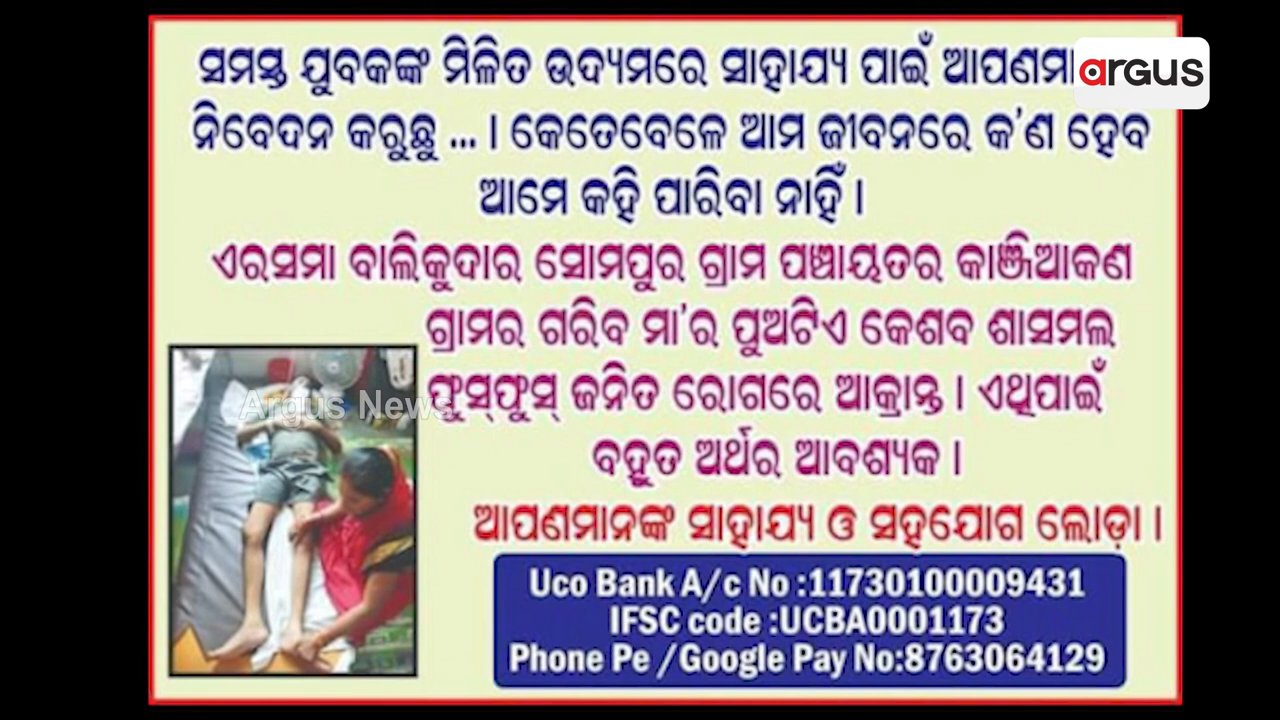 ସମସ୍ତ ଯୁବକଙ୍କ ମିଳିତ ଉଦ୍ୟମରେ ସାହାଯ୍ୟ ପାଇଁ
argus
ନିବେଦନ କରୁଛୁ ... । କେତେବେଳେ ଆମ ଜୀବନରେ କ'ଣ ହେବ
ଆମେ କହି ପାରିବା ନାହିଁ ।
ଏରସମା ବାଲିକୁଦାର ସୋମପୁର ଗ୍ରାମ ପଞ୍ଚାୟତର କାଞ୍ଜିଆକଣ
ଗ୍ରାମର ଗରିବ ମା'ର ପୁଅଟିଏ କେଶବ ଶାସମଲ
ଫୁସ୍‌ଫୁସ୍ ଜନିତ ରୋଗରେ ଆକ୍ରାନ୍ତ । ଏଥିପାଇଁ
Argus News
ବହୁତ ଅର୍ଥର ଆବଶ୍ୟକ ।
ଆପଣମାନଙ୍କ ସାହାଯ୍ୟ ଓ ସହଯୋଗ ଲୋଡ଼ା ।
Uco Bank A/c No :11730100009431
IFSC code :UCBA0001173
Phone Pe /Google Pay No:8763064129